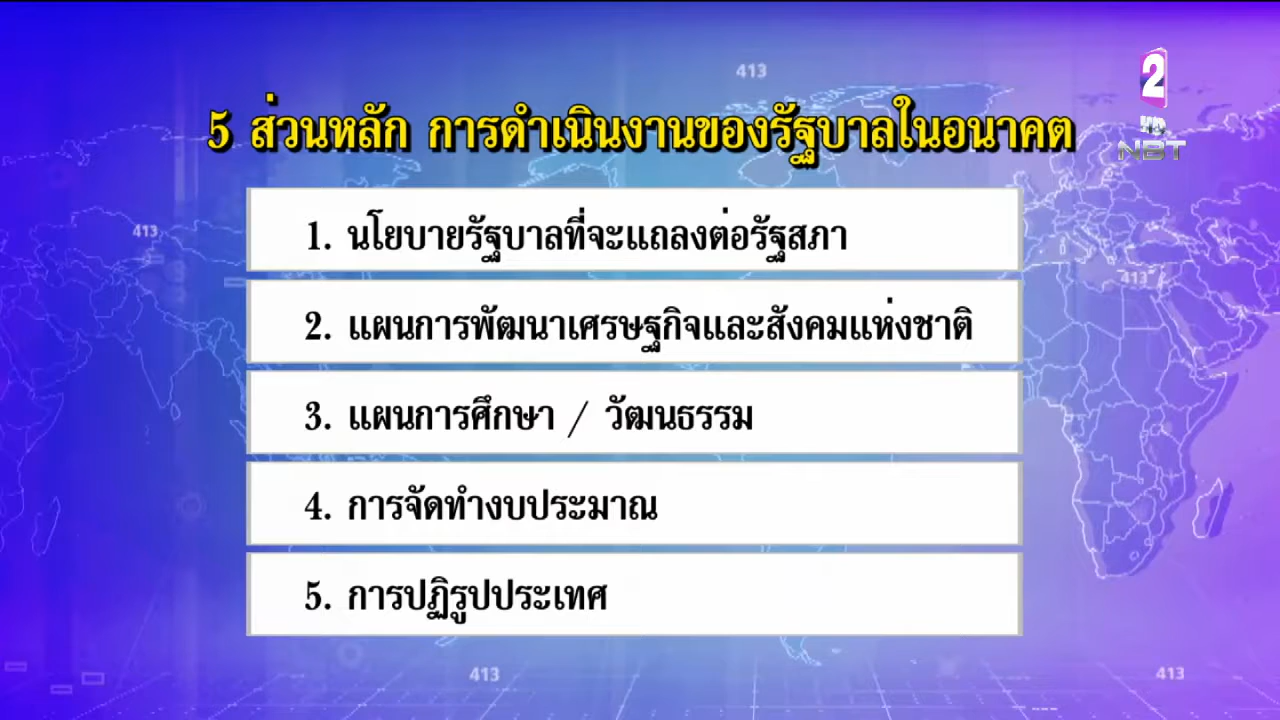 413
2
HD
NBT
5 ส่วนหลัก การดำเนินงานของรัฐบาลในอนาคต
1. นโยบายรัฐบาลที่จะแถลงต่อรัฐสภา
413
413
2. แผนการพัฒนาเศรษฐกิจและสังคมแห่งชาติ
3. แผนการศึกษา / วัฒนธรรม
4. การจัดทำงบประมาณ
5. การปฏิรูปประเทศ
413
413